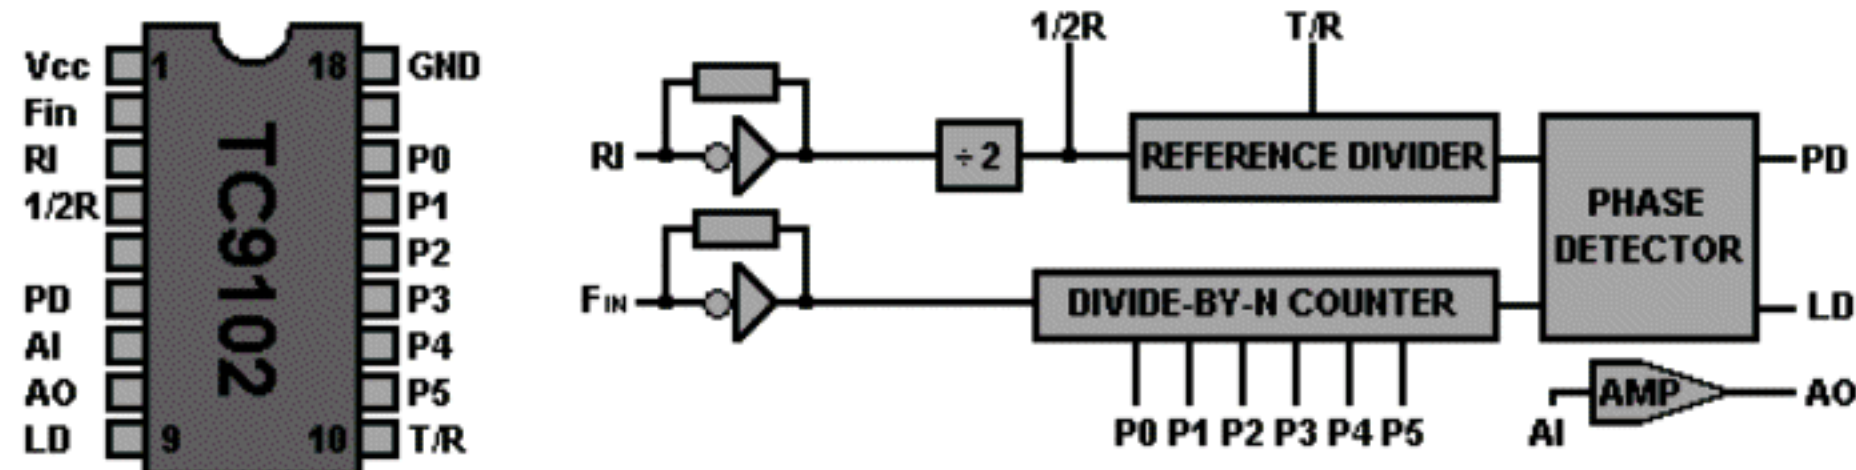 Vcc 1 18 GND
Fin
RI P0
1/2R P1
P2
PD P3
AI P4
AO P5
LD 9 10 T/R
TC9102
1/2R T/R
RI ÷2 REFERENCE DIVIDER PD
PHASE
DETECTOR
FIN DIVIDE-BY-N COUNTER LD
AMP AO
P0 P1 P2 P3 P4 P5 AI